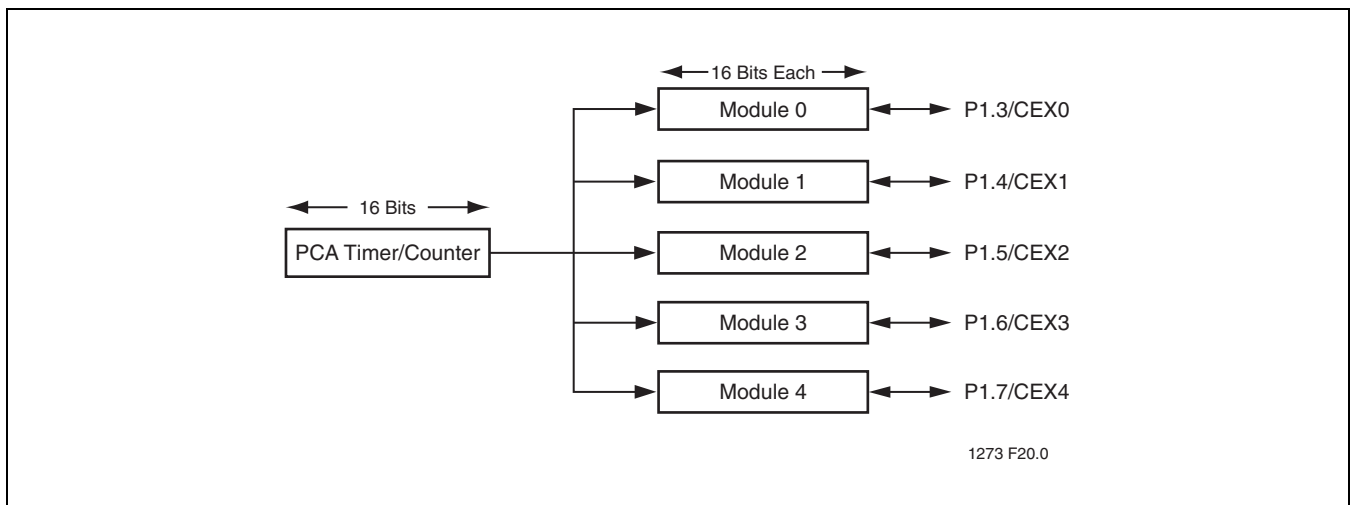 16 Bits Each
Module 0
P1.3/CEX0
Module 1
P1.4/CEX1
16 Bits
PCA Timer/Counter
Module 2
P1.5/CEX2
Module 3
P1.6/CEX3
Module 4
P1.7/CEX4
1273 F20.0